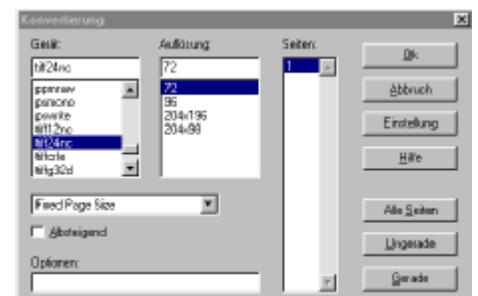 Konvertierung
Gerät:
tiff24nc
ppmraw
psmono
pswrite
tiff12nc
tiff24nc
tiffcrle
tiffg32d
Auflösung:
72
72
96
204x196
204x98
Seiten:
1
Fixed Page Size
Absteigend
Optionen:
Ok
Abbruch
Einstellung
Hilfe
Alle Seiten
Ungerade
Gerade